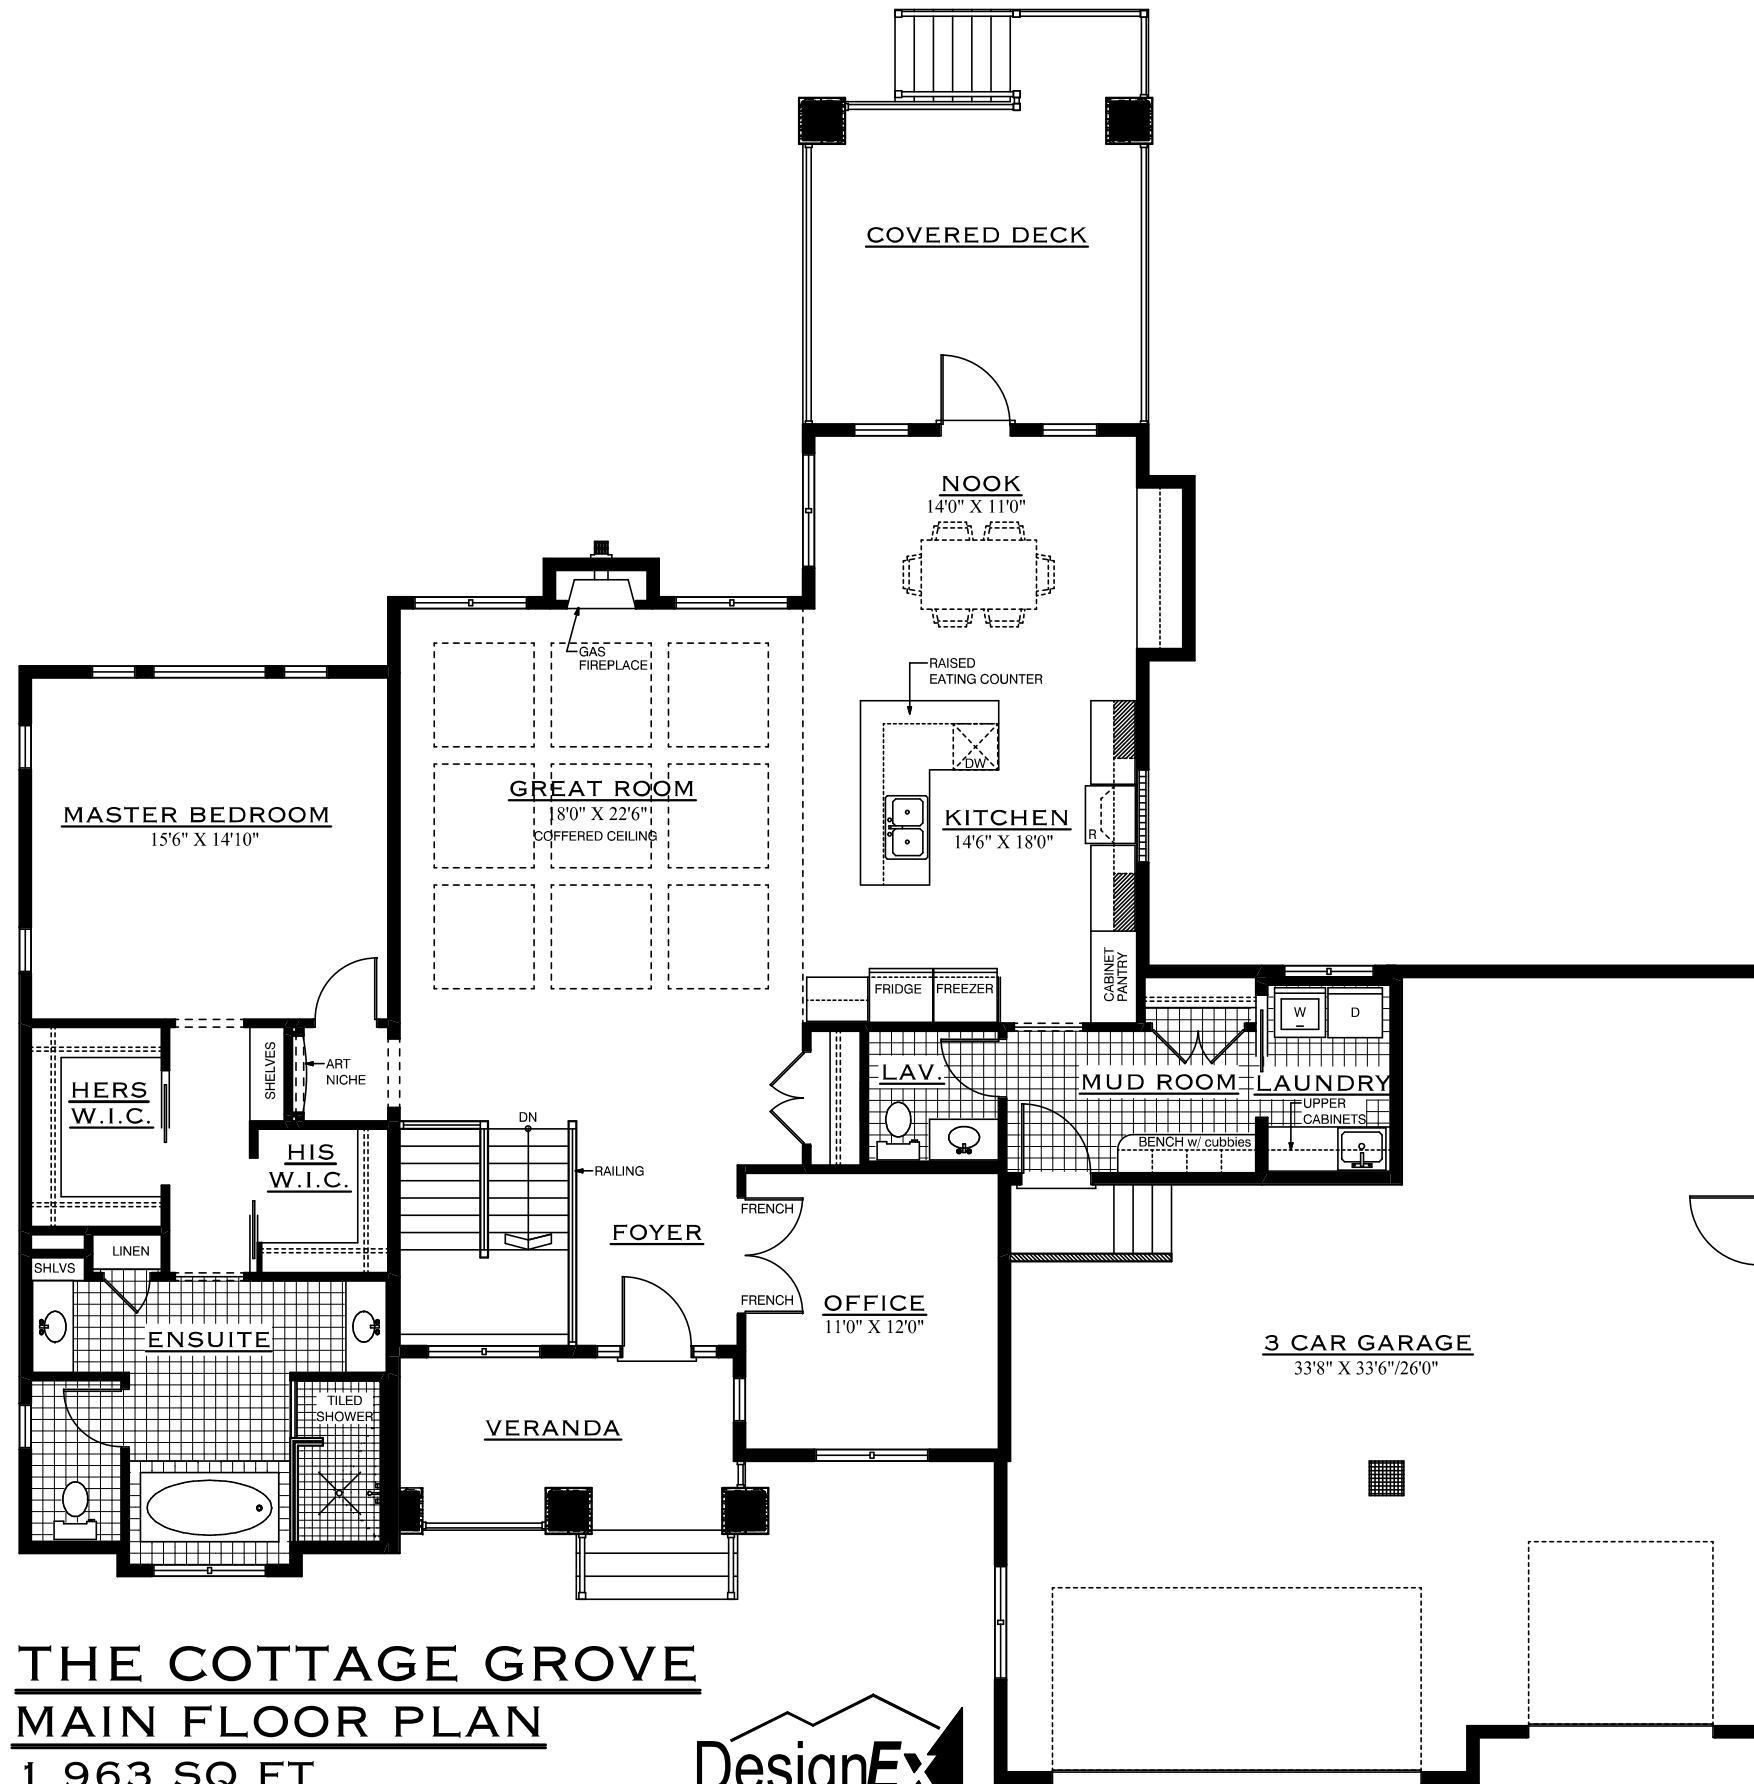 COVERED DECK
NOOK
14'0" X 11'0"
GAS
FIREPLACE
RAISED
EATING COUNTER
DW
GREAT ROOM
18'0" X 22'6"
COFFERED CEILING
MASTER BEDROOM
15'6" X 14'10"
KITCHEN
14'6" X 18'0"
R
CABINET
PANTRY
FRIDGE
FREEZER
W
D
SHELVES
ART
NICHE
HERS
W.I.C.
LAV.
MUD ROOM
LAUNDRY
UPPER
CABINETS
BENCH w/ cubbies
DN
RAILING
HIS
W.I.C.
FRENCH
FOYER
LINEN
SHLVS
FRENCH
OFFICE
11'0" X 12'0"
ENSUITE
3 CAR GARAGE
33'8" X 33'6"/26'0"
TILED
SHOWER
VERANDA
THE COTTAGE GROVE
MAIN FLOOR PLAN
1,963 SQ FT
DesignEx